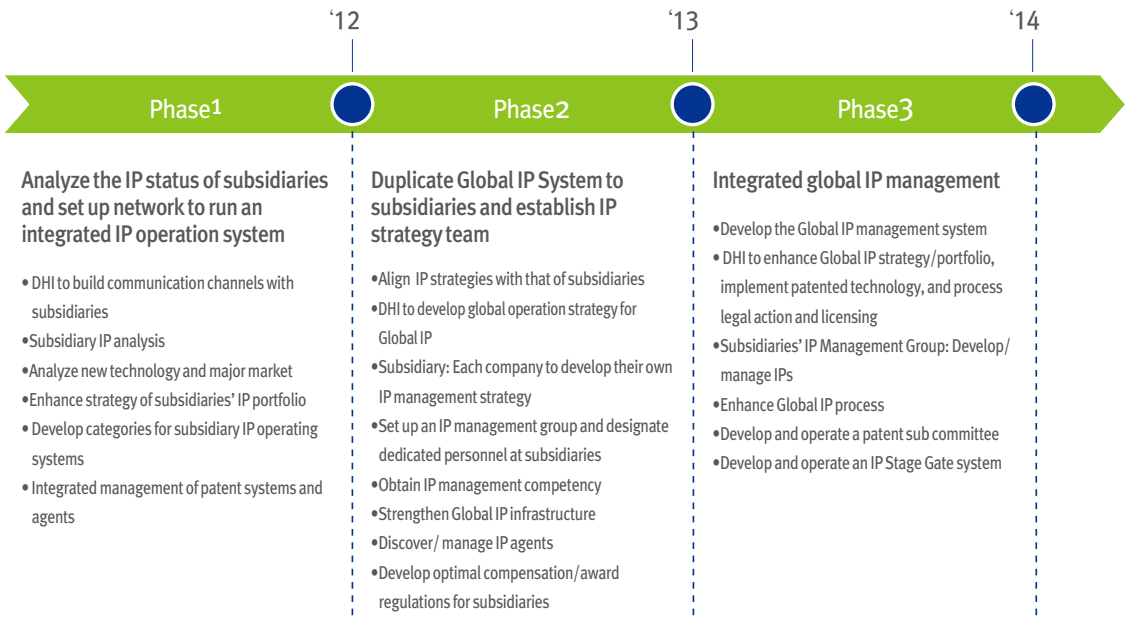 ‘12
‘13
‘14
Phase1
Phase2
Phase3
Analyze the IP status of subsidiaries
and set up network to run an
integrated IP operation system
• DHI to build communication channels with
subsidiaries
•Subsidiary IP analysis
•Analyze new technology and major market
•Enhance strategy of subsidiaries’ IP portfolio
• Develop categories for subsidiary IP operating
systems
• Integrated management of patent systems and
agents
Duplicate Global IP System to
subsidiaries and establish IP
strategy team
•Align IP strategies with that of subsidiaries
•DHI to develop global operation strategy for
Global IP
•Subsidiary: Each company to develop their own
IP management strategy
•Set up an IP management group and designate
dedicated personnel at subsidiaries
•Obtain IP management competency
•Strengthen Global IP infrastructure
•Discover/ manage IP agents
•Develop optimal compensation/award
regulations for subsidiaries
Integrated global IP management
•Develop the Global IP management system
• DHI to enhance Global IP strategy/portfolio,
implement patented technology, and process
legal action and licensing
•Subsidiaries’ IP Management Group: Develop/
manage IPs
•Enhance Global IP process
•Develop and operate a patent sub committee
•Develop and operate an IP Stage Gate system